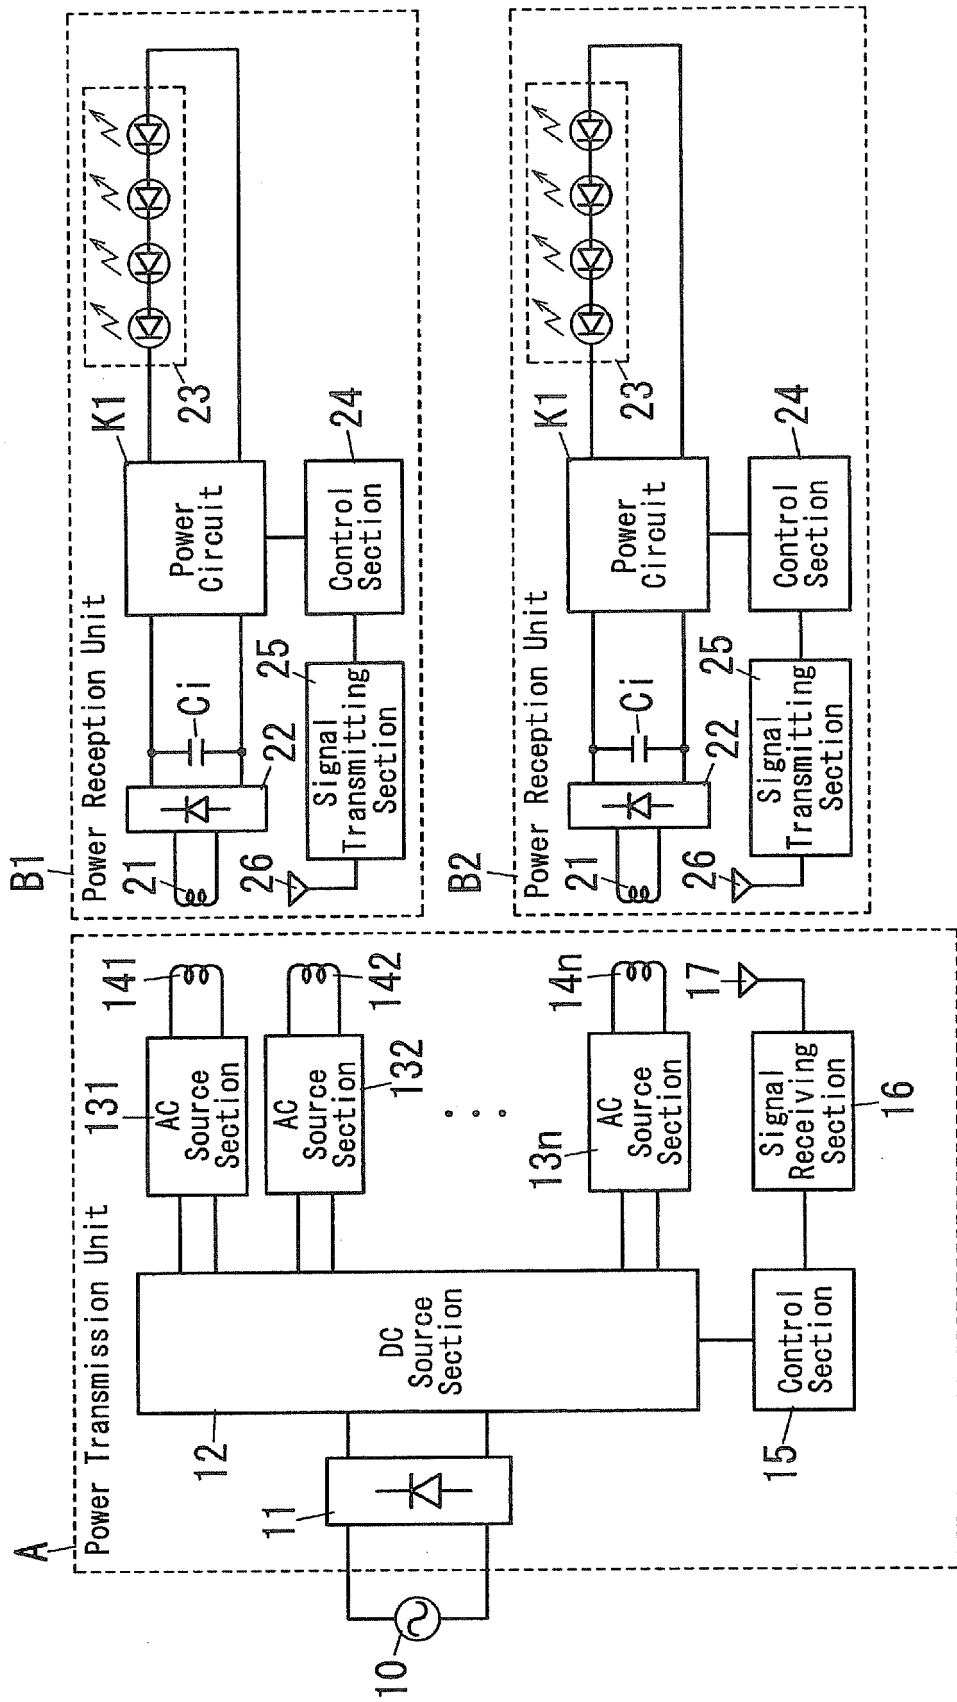 A
Power Transmission Unit
10
11
12
DC
Source
Section
131
AC
Source
Section
141
AC
Source
Section
132
142
13n
AC
Source
Section
14n
15
Control
Section
Signal
Receiving
Section
16
17
B1
Power Reception Unit
21
22
Ci
K1
Power
Circuit
23
24
Control
Section
25
Signal
Transmitting
Section
26
B2
Power Reception Unit
21
22
Ci
K1
Power
Circuit
23
24
Control
Section
25
Signal
Transmitting
Section
26